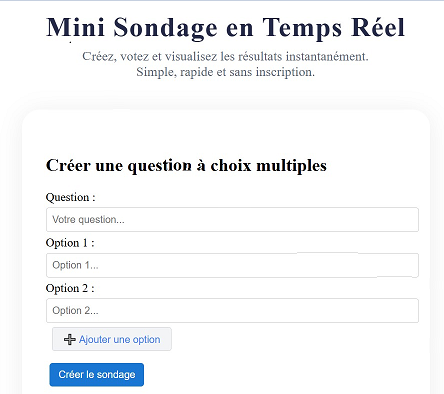 Mini Sondage en Temps Réel
Créez, votez et visualisez les résultats instantanément.
Simple, rapide et sans inscription.
Créer une question à choix multiples
Question :
Votre question...
Option 1 :
Option 1...
Option 2 :
Option 2...
➕ Ajouter une option
Créer le sondage